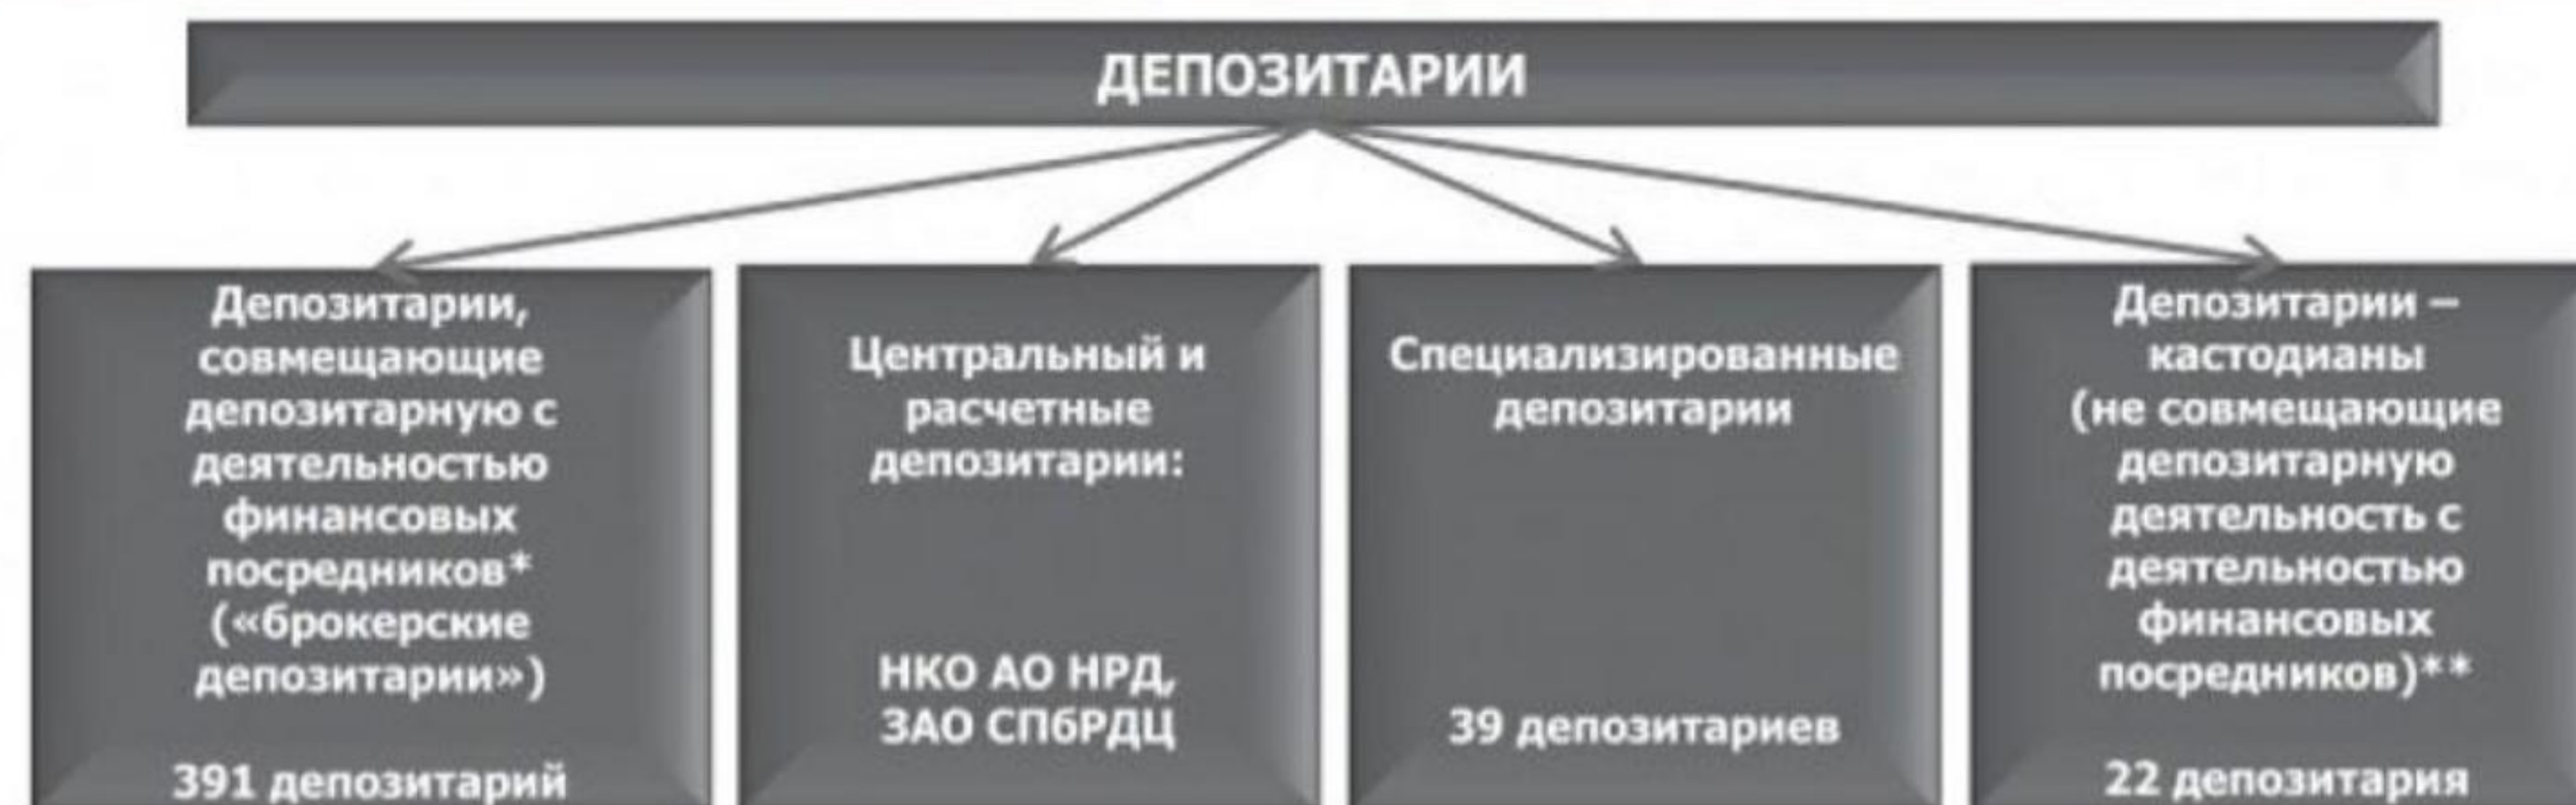 ДЕПОЗИТАРИИ
Депозитарии,
совмещающие
депозитарную с
деятельностью
финансовых
посредников*
(«брокерские
депозитарии»)
391 депозитарий
Центральный и
расчетные
депозитарии:
НКО АО НРД,
ЗАО СПбРДЦ
Специализированные
депозитарии
39 депозитариев
Депозитарии –
кастодианы
(не совмещающие
депозитарную
деятельность с
деятельностью
финансовых
посредников)**
22 депозитария